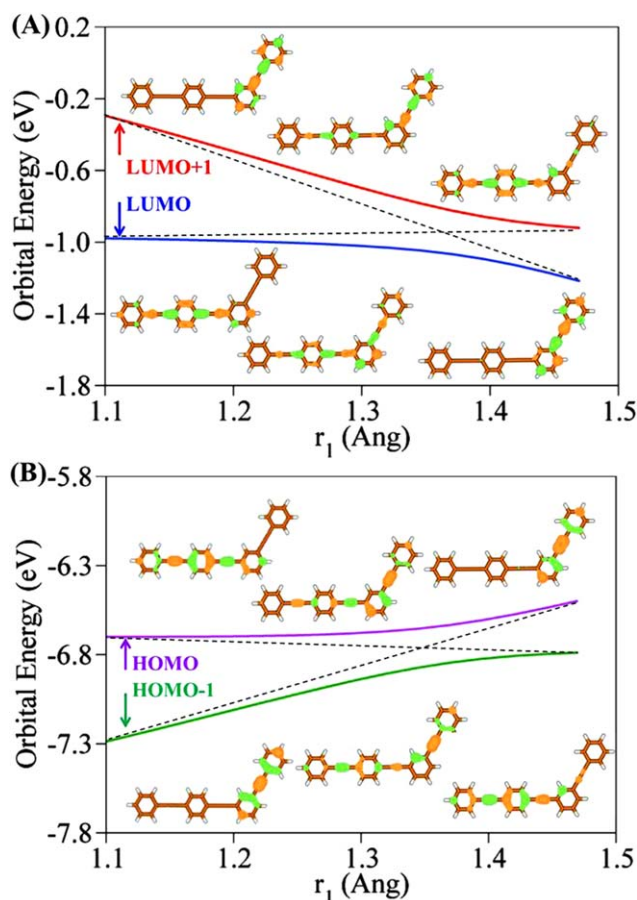 (A)
0.2
-0.2
-0.6
-1.0
-1.4
-1.8
Orbital Energy (eV)
LUMO+1
LUMO
1.1 1.2 1.3 1.4 1.5
r1 (Ang)
(B)
-5.8
-6.3
-6.8
-7.3
-7.8
Orbital Energy (eV)
HOMO
HOMO-1
1.1 1.2 1.3 1.4 1.5
r1 (Ang)